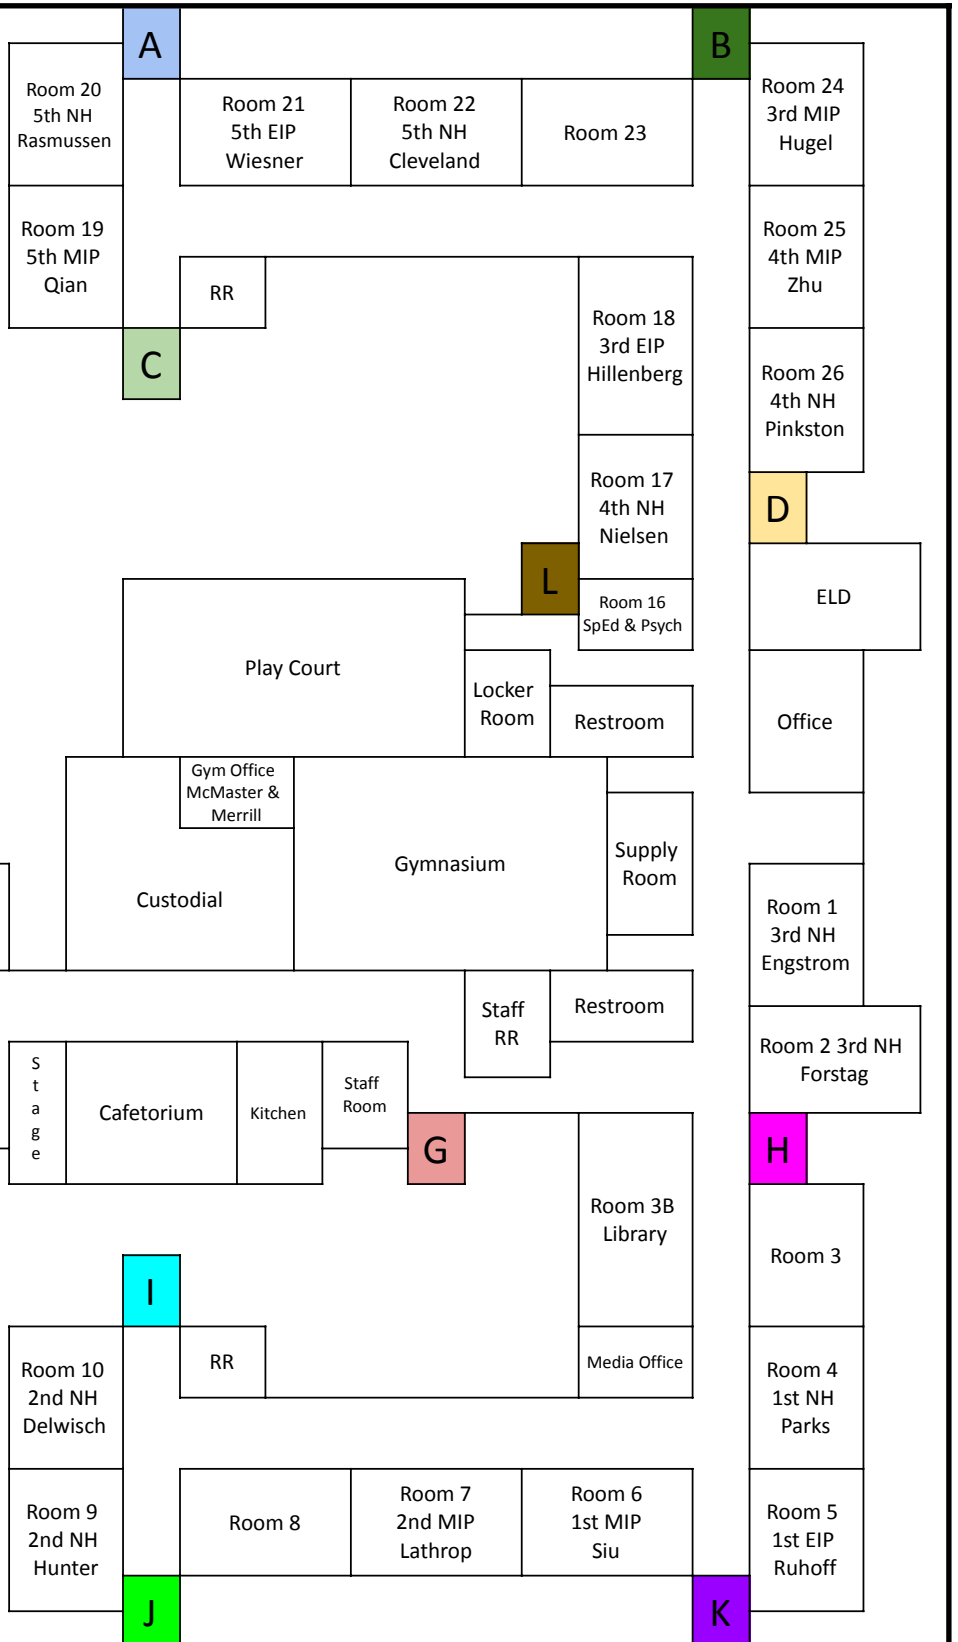 A
B
Room 20
5th NH
Rasmussen
Room 21
5th EIP
Wiesner
Room 22
5th NH
Cleveland
Room 23
Room 24
3rd MIP
Hugel
Room 19
5th MIP
Qian
RR
Room 25
4th MIP
Zhu
C
Room 18
3rd EIP
Hillenberg
Room 26
4th NH
Pinkston
Room 17
4th NH
Nielsen
D
L
Room 16
SpEd & Psych
ELD
Play Court
Locker
Room
Restroom
Office
Gym Office
McMaster &
Merrill
Gymnasium
Supply
Room
Custodial
Room 1
3rd NH
Engstrom
Staff
RR
Restroom
Room 2 3rd NH
Forstag
S
t
a
g
e
Cafetorium
Kitchen
Staff
Room
G
H
Room 3B
Library
Room 3
I
Room 10
2nd NH
Delwisch
RR
Media Office
Room 4
1st NH
Parks
Room 9
2nd NH
Hunter
Room 8
Room 7
2nd MIP
Lathrop
Room 6
1st MIP
Siu
Room 5
1st EIP
Ruhoff
J
K